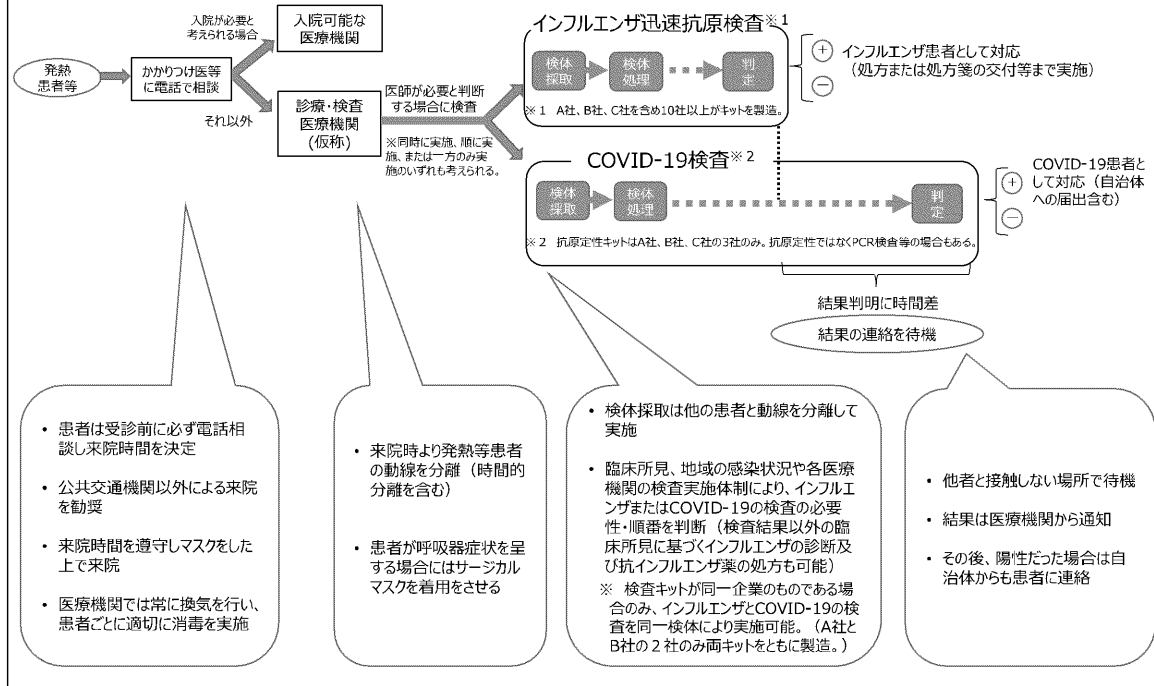 発熱
患者等
かかりつけ医等
に電話で相談
入院が必要と
考えられる場合
入院可能な
医療機関
それ以外
診療・検査
医療機関
(仮称)
医師が必要と判断
する場合に検査
※同時に実施、順に実
施、または一方のみ実
施のいずれも考えられる。
インフルエンザ迅速抗原検査※1
検体
採取
検体
処理
判
定
※1 A社、B社、C社を含め10社以上がキットを製造。
+
−
インフルエンザ患者として対応
(処方または処方箋の交付等まで実施)
COVID-19検査※2
検体
採取
検体
処理
判
定
※2 抗原定性キットはA社、B社、C社の3社のみ。抗原定性ではなくPCR検査等の場合もある。
+
−
COVID-19患者と
して対応(自治体
への届出含む)
結果判明に時間差
結果の連絡を待機
• 患者は受診前に必ず電話相
談し来院時間を決定
• 公共交通機関以外による来院
を勧奨
• 来院時間を遵守しマスクをした
上で来院
• 医療機関では常に換気を行い、
患者ごとに適切に消毒を実施
• 来院時より発熱等患者
の動線を分離(時間的
分離を含む)
• 患者が呼吸器症状を呈
する場合にはサージカル
マスクを着用をさせる
• 検体採取は他の患者と動線を分離して
実施
• 臨床所見、地域の感染状況や各医療
機関の検査実施体制により、インフルエ
ンザまたはCOVID-19の検査の必要
性・順番を判断(検査結果以外の臨
床所見に基づくインフルエンザの診断及
び抗インフルエンザ薬の処方も可能)
※ 検査キットが同一企業のものである場
合のみ、インフルエンザとCOVID-19の検
査を同一検体により実施可能。(A社と
B社の2社のみ両キットをともに製造。)
• 他者と接触しない場所で待機
• 結果は医療機関から通知
• その後、陽性だった場合は自
治体からも患者に連絡